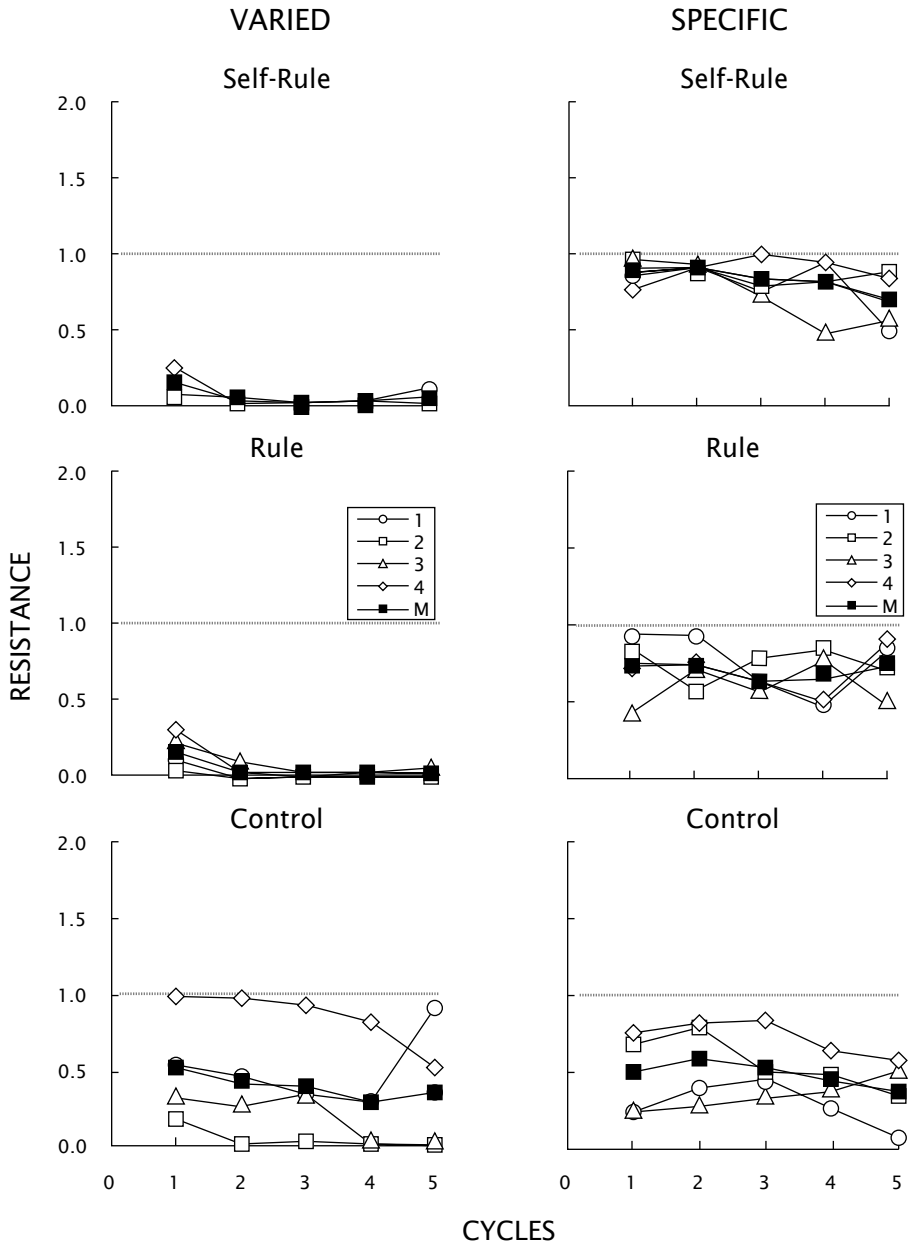 VARIED SPECIFIC
Self-Rule Self-Rule
2.0
1.5
1.0
0.5
0.0
Rule Rule
2.0
1.5
1.0
0.5
0.0
1
2
3
4
M
1
2
3
4
M
RESISTANCE
Control Control
2.0
1.5
1.0
0.5
0.0
0 1 2 3 4 5 0 1 2 3 4 5
CYCLES